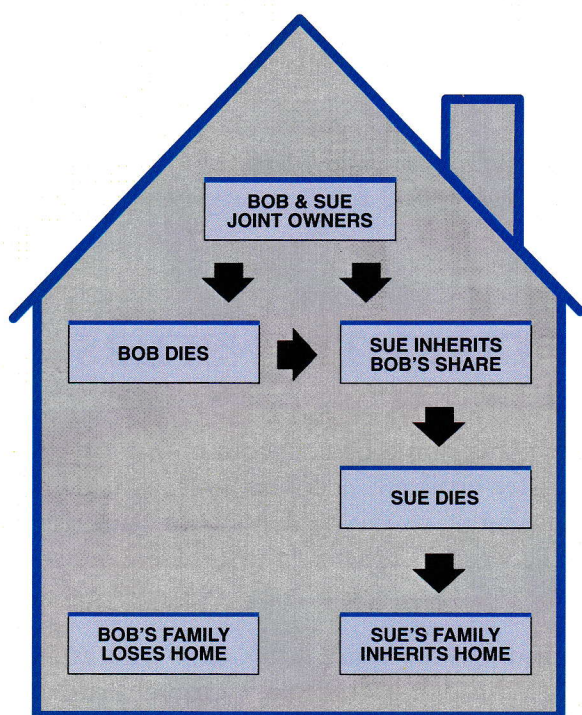 BOB & SUE
JOINT OWNERS
BOB DIES
SUE INHERITS
BOB'S SHARE
SUE DIES
BOB'S FAMILY
LOSES HOME
SUE'S FAMILY
INHERITS HOME